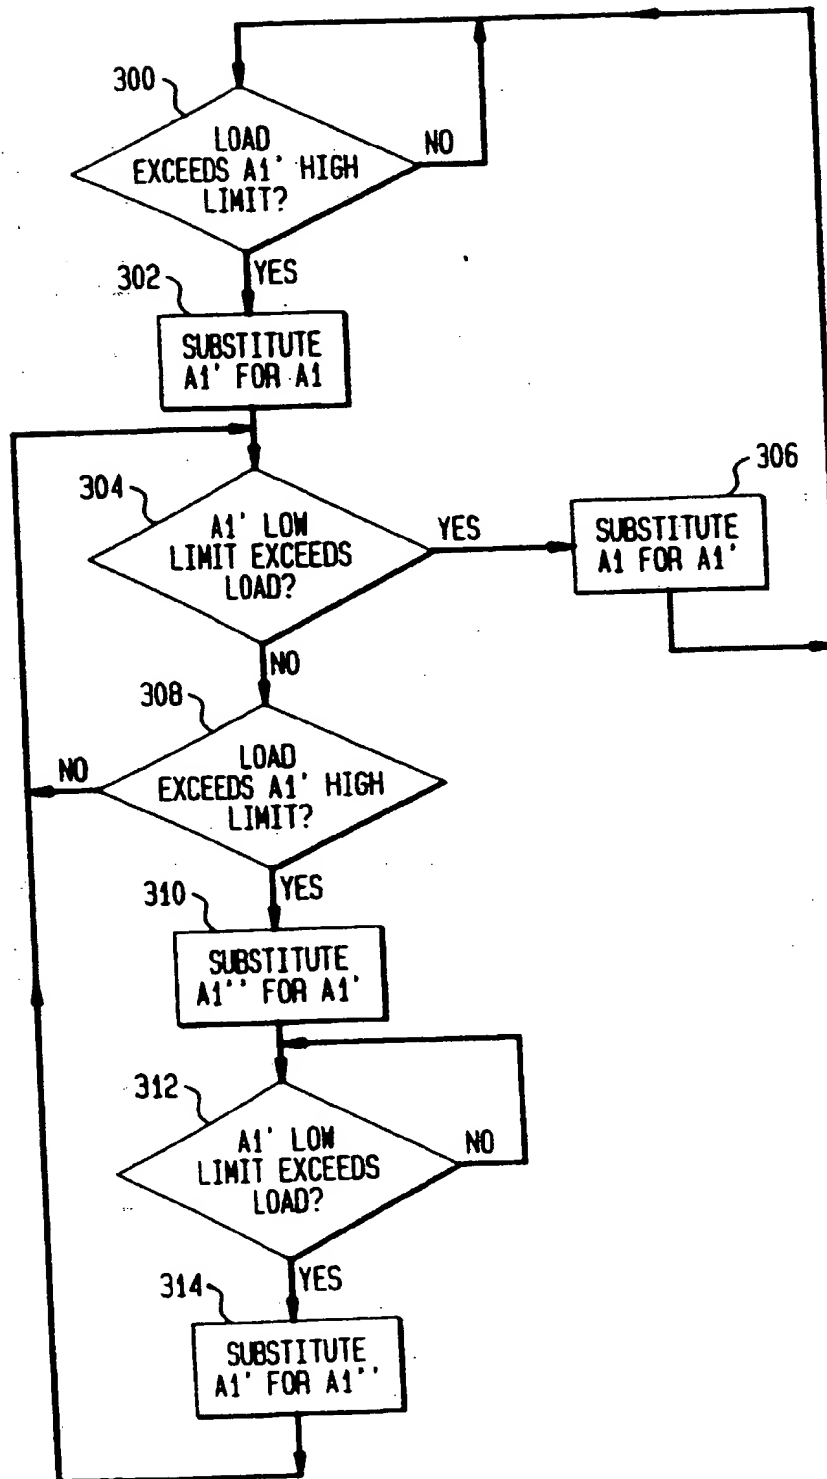 300
LOAD
EXCEEDS A1' HIGH
LIMIT?
NO
YES
302
SUBSTITUTE
A1' FOR A1
304
A1' LOW
LIMIT EXCEEDS
LOAD?
YES
306
SUBSTITUTE
A1 FOR A1'
NO
308
LOAD
EXCEEDS A1' HIGH
LIMIT?
NO
YES
310
SUBSTITUTE
A1'' FOR A1'
312
A1' LOW
LIMIT EXCEEDS
LOAD?
NO
YES
314
SUBSTITUTE
A1' FOR A1''